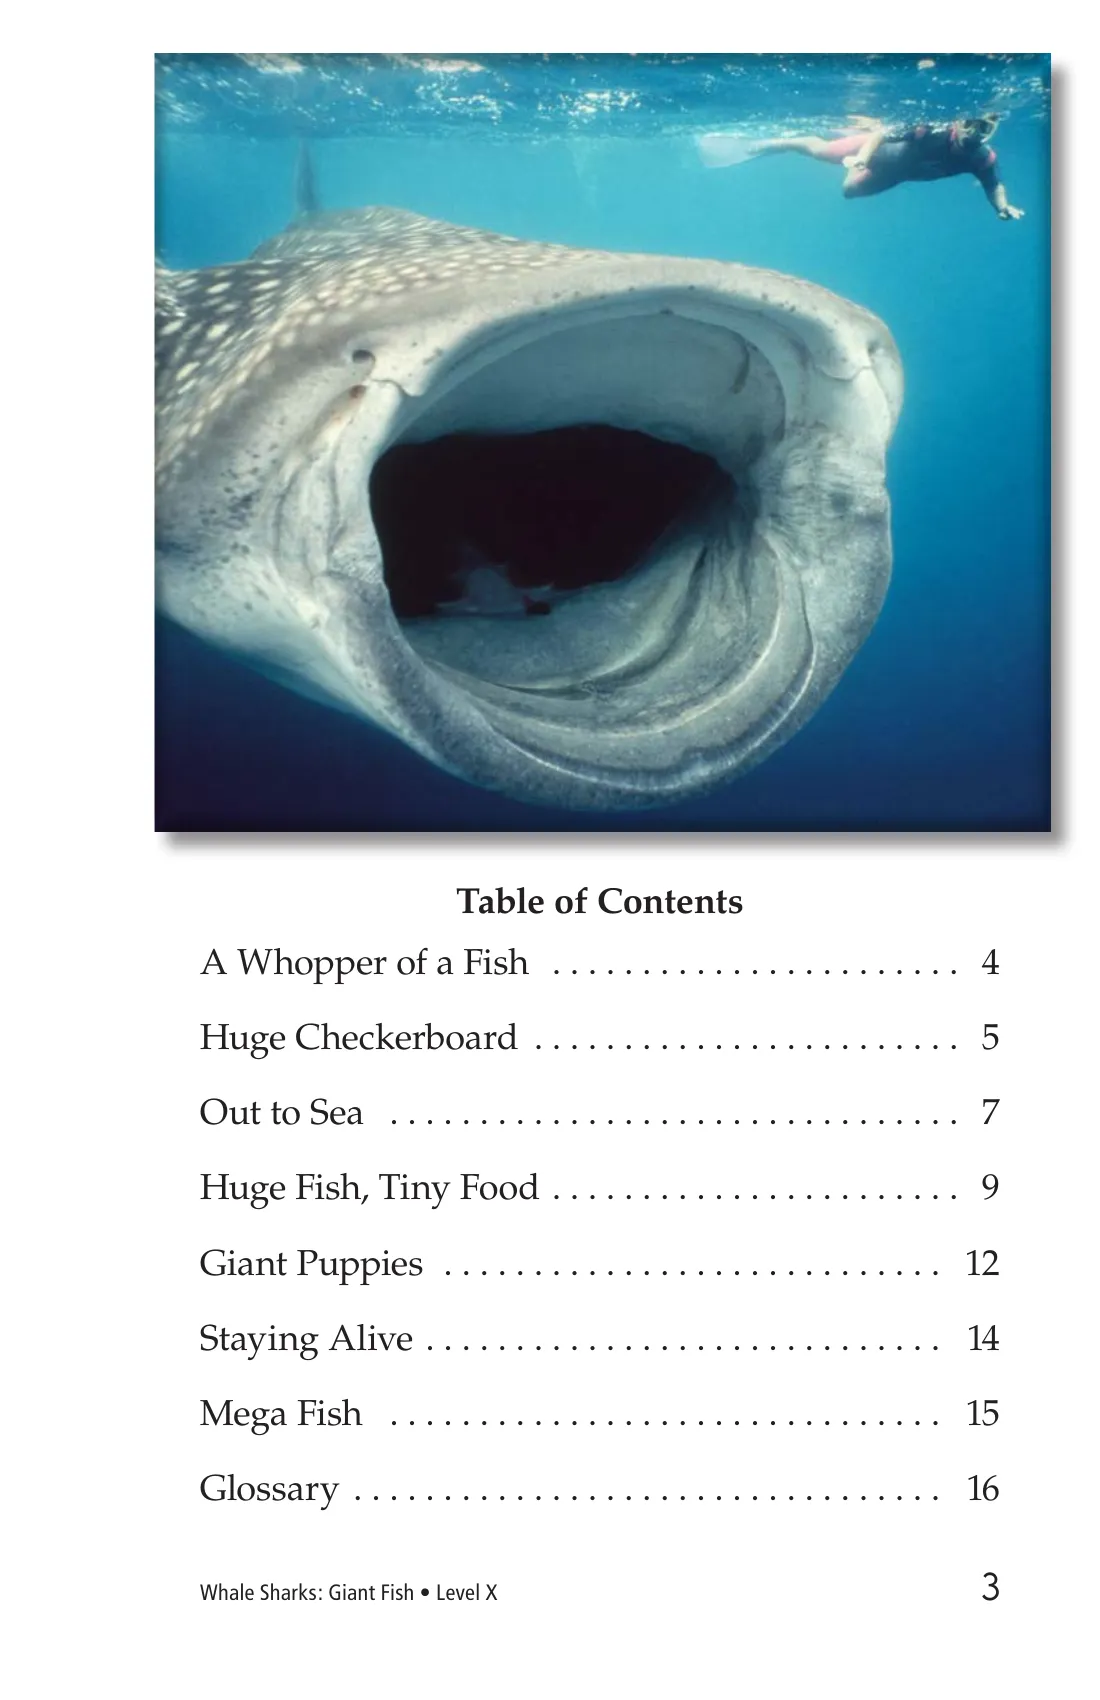 Table of Contents
A Whopper of a Fish . . . . . . . . . . . . . . . . . . . . . . . 4
Huge Checkerboard . . . . . . . . . . . . . . . . . . . . . . . . 5
Out to Sea . . . . . . . . . . . . . . . . . . . . . . . . . . . . . . . . 7
Huge Fish, Tiny Food . . . . . . . . . . . . . . . . . . . . . . . 9
Giant Puppies . . . . . . . . . . . . . . . . . . . . . . . . . . . . 12
Staying Alive . . . . . . . . . . . . . . . . . . . . . . . . . . . . . 14
Mega Fish . . . . . . . . . . . . . . . . . . . . . . . . . . . . . . . 15
Glossary . . . . . . . . . . . . . . . . . . . . . . . . . . . . . . . . . 16
Whale Sharks: Giant Fish • Level X 3